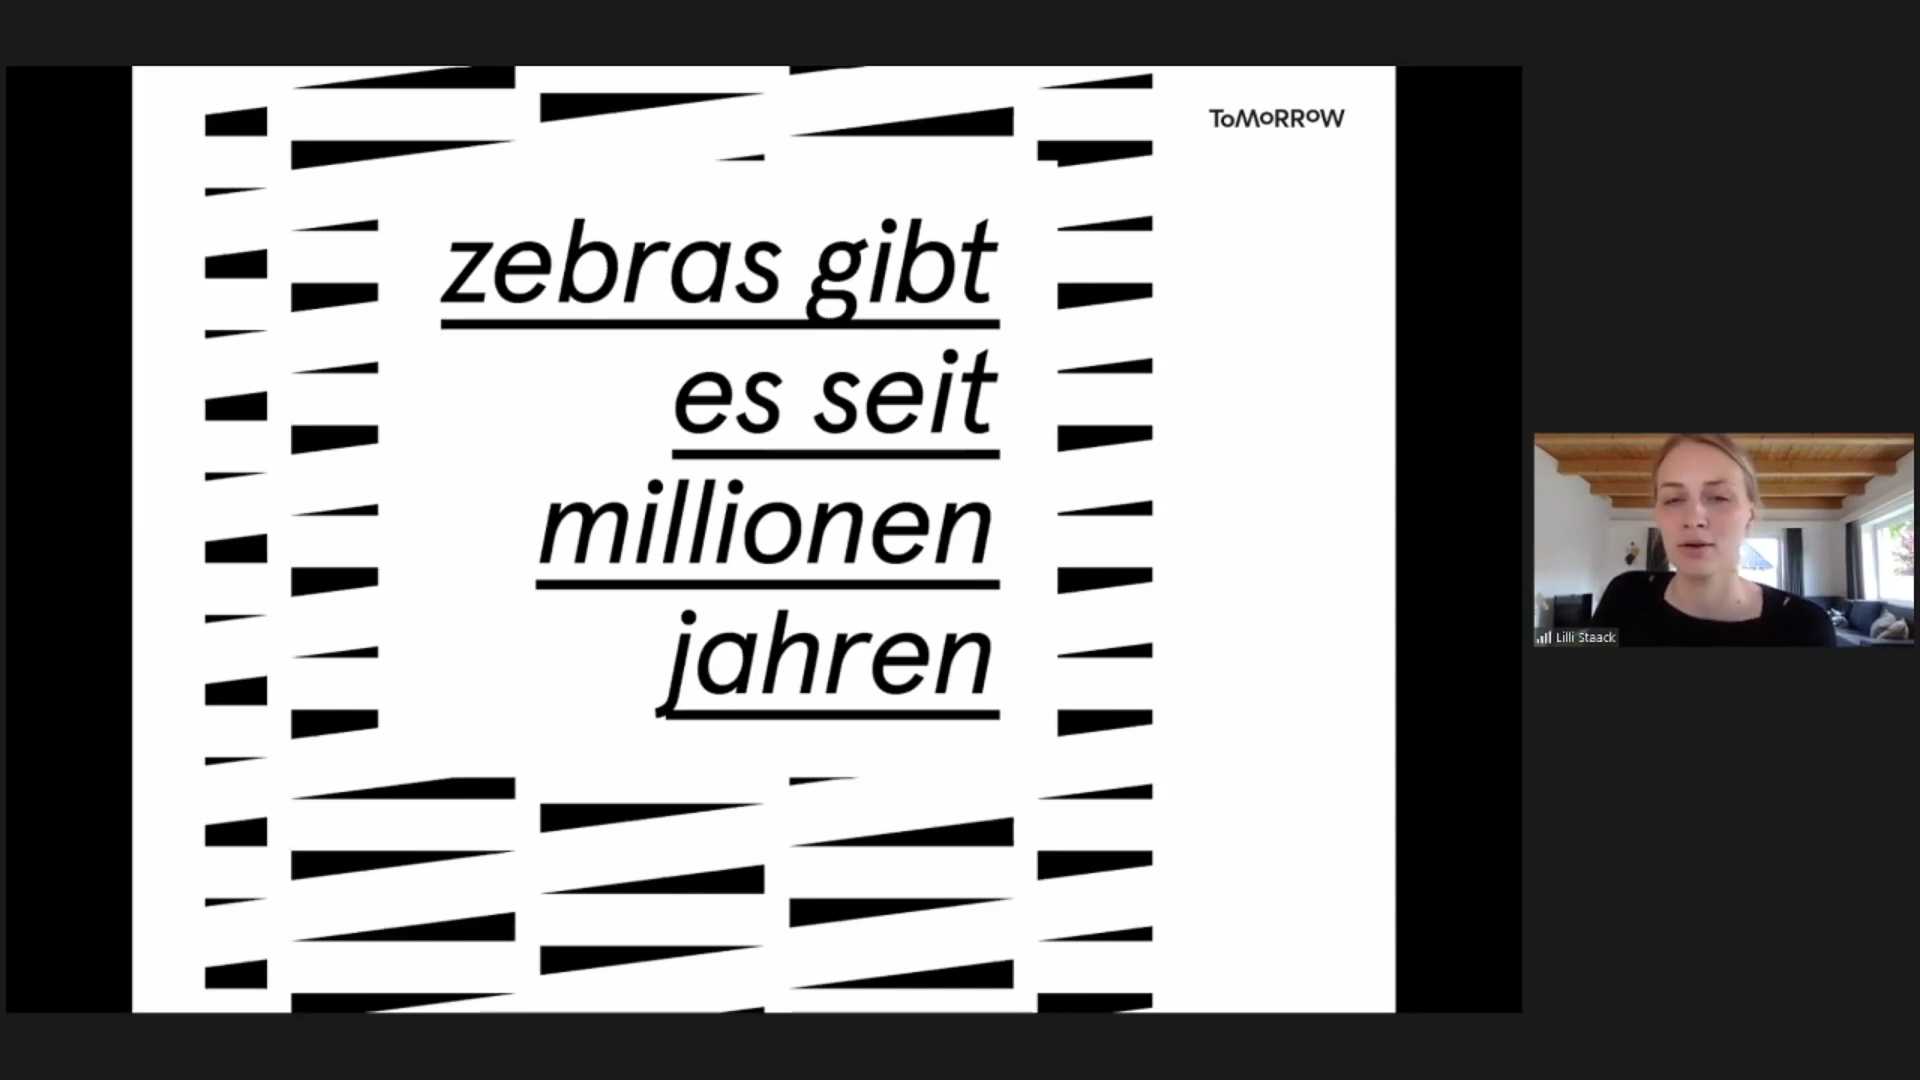 ToMoRRoW
zebras gibt
es seit
millionen
jahren
Lilli Staack